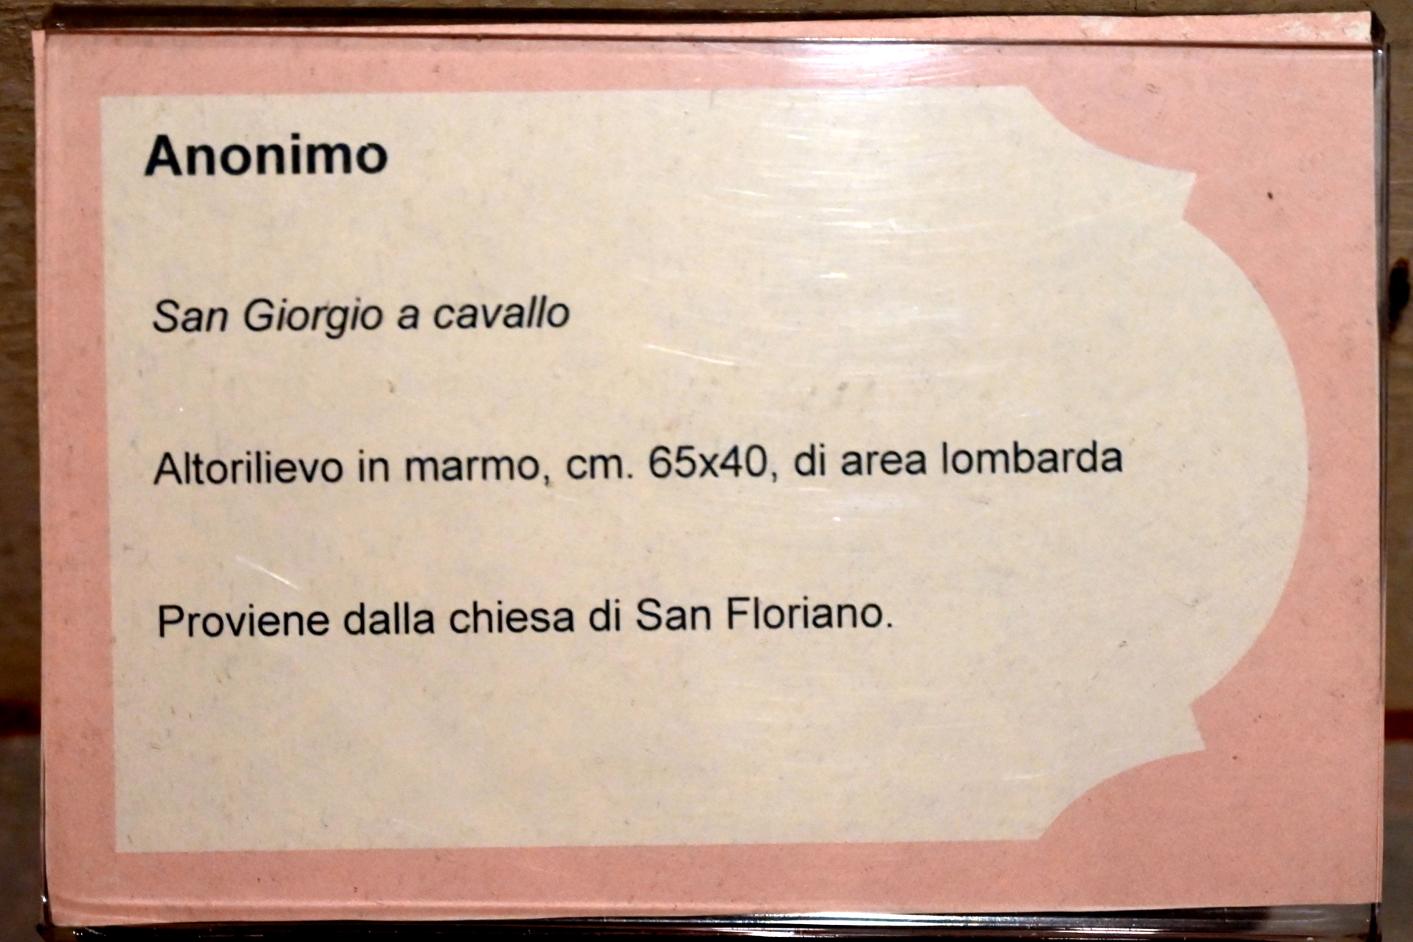 Anonimo
San Giorgio a cavallo
Altorilievo in marmo, cm. 65x40, di area lombarda
Proviene dalla chiesa di San Floriano.